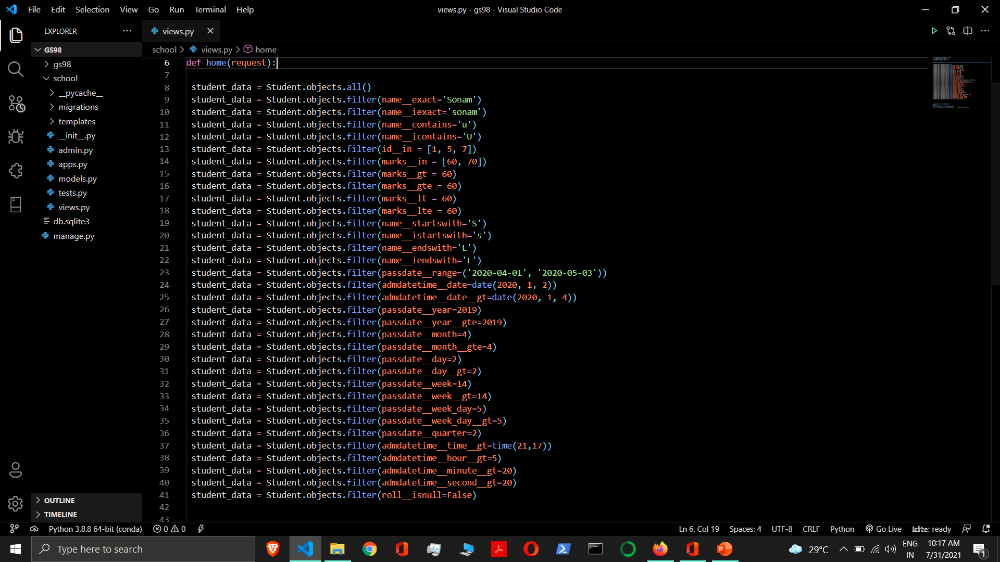 File Edit Selection View Go Run Terminal Help
views.py - gs98 - Visual Studio Code
EXPLORER
views.py
GS98
gs98
school
__pycache__
migrations
templates
__init__.py
admin.py
apps.py
models.py
tests.py
views.py
db.sqlite3
manage.py
OUTLINE
TIMELINE
school > views.py > home
6 def home(request):
7
8 student_data = Student.objects.all()
9 student_data = Student.objects.filter(name__exact='Sonam')
10 student_data = Student.objects.filter(name__iexact='sonam')
11 student_data = Student.objects.filter(name__contains='u')
12 student_data = Student.objects.filter(name__icontains='U')
13 student_data = Student.objects.filter(id__in = [1, 5, 7])
14 student_data = Student.objects.filter(marks__in = [60, 70])
15 student_data = Student.objects.filter(marks__gt = 60)
16 student_data = Student.objects.filter(marks__gte = 60)
17 student_data = Student.objects.filter(marks__lt = 60)
18 student_data = Student.objects.filter(marks__lte = 60)
19 student_data = Student.objects.filter(name__startswith='S')
20 student_data = Student.objects.filter(name__istartswith='s')
21 student_data = Student.objects.filter(name__endswith='L')
22 student_data = Student.objects.filter(name__iendswith='L')
23 student_data = Student.objects.filter(passdate__range=('2020-04-01', '2020-05-03'))
24 student_data = Student.objects.filter(admdatetime__date=date(2020, 1, 2))
25 student_data = Student.objects.filter(admdatetime__date__gt=date(2020, 1, 4))
26 student_data = Student.objects.filter(passdate__year=2019)
27 student_data = Student.objects.filter(passdate__year__gte=2019)
28 student_data = Student.objects.filter(passdate__month=4)
29 student_data = Student.objects.filter(passdate__month__gte=4)
30 student_data = Student.objects.filter(passdate__day=2)
31 student_data = Student.objects.filter(passdate__day__gt=2)
32 student_data = Student.objects.filter(passdate__week=14)
33 student_data = Student.objects.filter(passdate__week__gt=14)
34 student_data = Student.objects.filter(passdate__week_day=5)
35 student_data = Student.objects.filter(passdate__week_day__gt=5)
36 student_data = Student.objects.filter(passdate__quarter=2)
37 student_data = Student.objects.filter(admdatetime__time__gt=time(21,17))
38 student_data = Student.objects.filter(admdatetime__hour__gt=5)
39 student_data = Student.objects.filter(admdatetime__minute__gt=20)
40 student_data = Student.objects.filter(admdatetime__second__gt=20)
41 student_data = Student.objects.filter(roll__isnull=False)
42
43
Python 3.8.8 64-bit (conda) 0 0 Ln 6, Col 19 Spaces: 4 UTF-8 CRLF Python Go Live kite: ready
Type here to search
29°C
ENG
IN
10:17 AM
7/31/2021
1